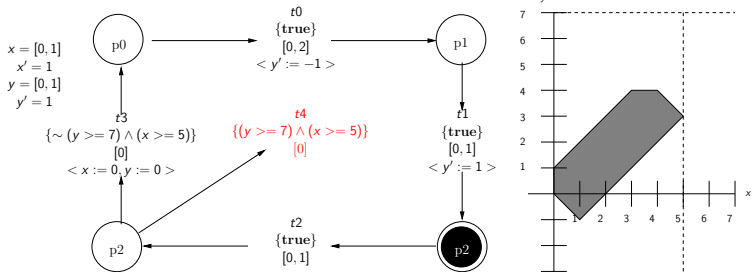 x = [0, 1]
x′ = 1
y = [0, 1]
y′ = 1
p0
t0
{true}
[0, 2]
< y′ := −1 >
p1
t3
{∼ (y >= 7) ∧ (x >= 5)}
[0]
< x := 0, y := 0 >
t4
{(y >= 7) ∧ (x >= 5)}
[0]
t1
{true}
[0, 1]
< y′ := 1 >
p2
t2
{true}
[0, 1]
p2
7
6
5
4
3
2
1
1 2 3 4 5 6 7
x